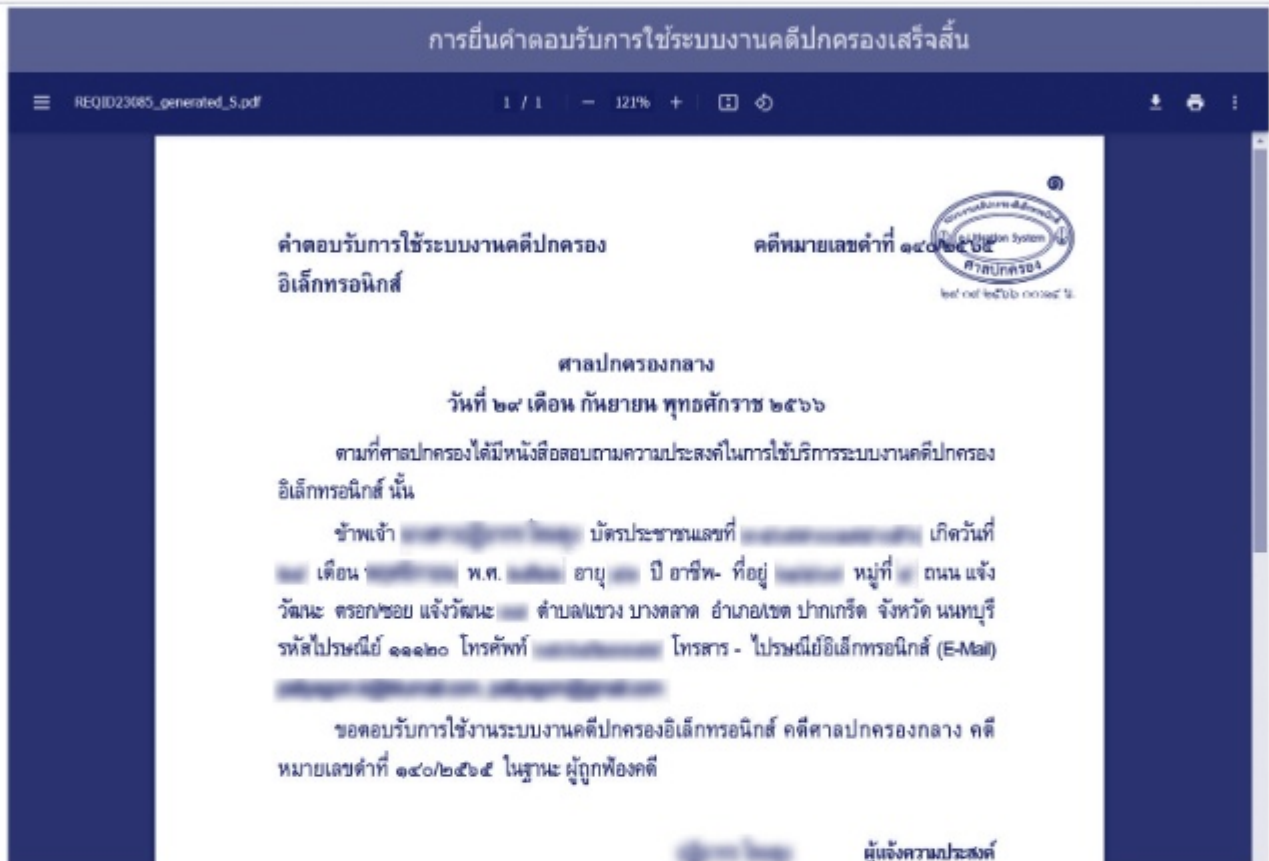 การยื่นคำตอบรับการใช้ระบบงานคดีปกครองเสร็จสิ้น
REQID23085_generated_S.pdf 1 / 1 − 121% +
๑
คำตอบรับการใช้ระบบงานคดีปกครอง คดีหมายเลขดำที่ ๑๔๐/๒๕๖๕
อิเล็กทรอนิกส์
e-Litigation System
ศาลปกครอง
ศาลปกครองกลาง
วันที่ ๒๙ เดือน กันยายน พุทธศักราช ๒๕๖๖
ตามที่ศาลปกครองได้มีหนังสือสอบถามความประสงค์ในการใช้บริการระบบงานคดีปกครอง
อิเล็กทรอนิกส์ นั้น
ข้าพเจ้า บัตรประชาชนเลขที่ เกิดวันที่
เดือน พ.ศ. อายุ ปี อาชีพ- ที่อยู่ หมู่ที่ ถนน แจ้ง
วัฒนะ ตรอก/ซอย แจ้งวัฒนะ ตำบล/แขวง บางตลาด อำเภอ/เขต ปากเกร็ด จังหวัด นนทบุรี
รหัสไปรษณีย์ ๑๑๑๒๐ โทรศัพท์ โทรสาร - ไปรษณีย์อิเล็กทรอนิกส์ (E-Mail)
ขอตอบรับการใช้งานระบบงานคดีปกครองอิเล็กทรอนิกส์ คดีศาลปกครองกลาง คดี
หมายเลขดำที่ ๑๔๐/๒๕๖๕ ในฐานะ ผู้ถูกฟ้องคดี
ผู้แจ้งความประสงค์